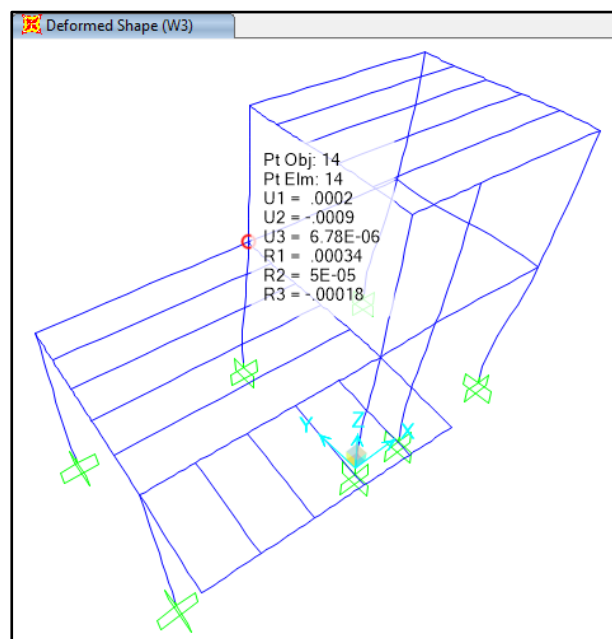 Deformed Shape (W3)
Pt Obj: 14
Pt Elm: 14
U1 = .0002
U2 = -.0009
U3 = 6.78E-06
R1 = .00034
R2 = 5E-05
R3 = -.00018
Y Z X